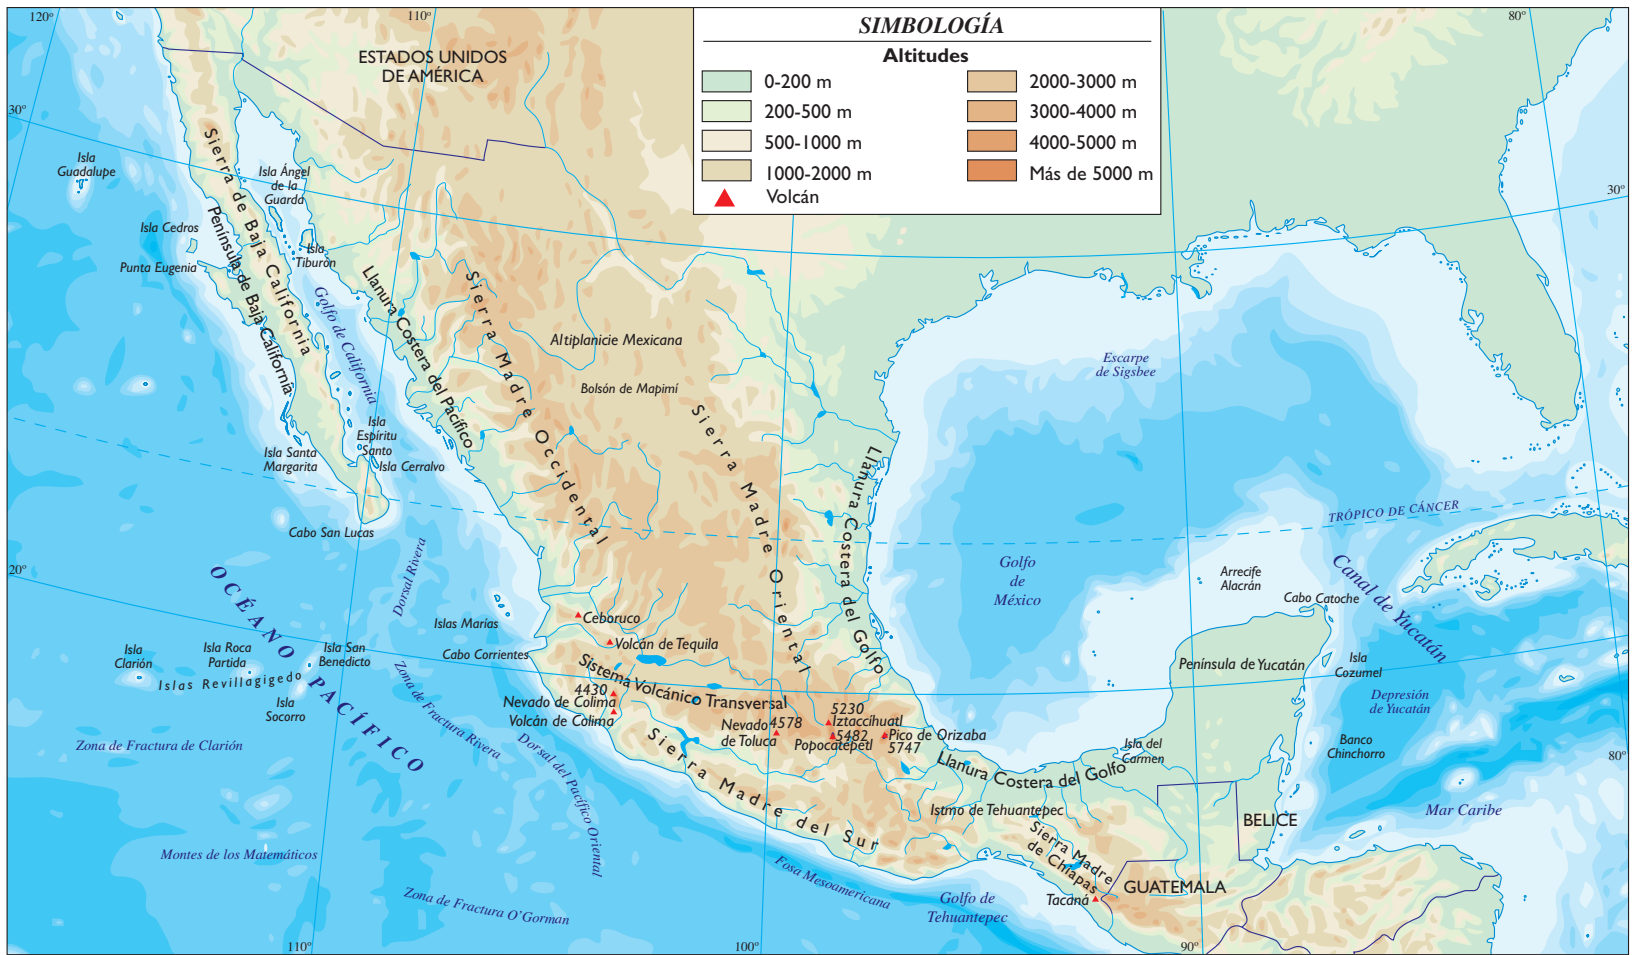 120º
110º
80º
ESTADOS UNIDOS
DE AMÉRICA
SIMBOLOGÍA
Altitudes
0-200 m
200-500 m
500-1000 m
1000-2000 m
2000-3000 m
3000-4000 m
4000-5000 m
Más de 5000 m
Volcán
30º
30º
Isla
Guadalupe
Isla Ángel
de la
Guarda
Isla Cedros
Punta Eugenia
Isla
Tiburón
Sierra de Baja California
Península de Baja California
Golfo de California
Llanura Costera del Pacífico
Sierra Madre Occidental
Altiplanicie Mexicana
Bolsón de Mapimí
Sierra Madre Oriental
Llanura Costera del Golfo
Escarpe
de Sigsbee
Isla
Espíritu
Santo
Isla Santa
Margarita
Isla Cerralvo
Cabo San Lucas
TRÓPICO DE CÁNCER
20º
OCÉANO PACÍFICO
Dorsal Rivera
Golfo
de
México
Arrecife
Alacrán
Cabo Catoche
Canal de Yucatán
Islas Marías
Cabo Corrientes
Ceboruco
Volcán de Tequila
Isla
Clarión
Isla Roca
Partida
Isla San
Benedicto
Islas Revillagigedo
Isla
Socorro
Zona de Fractura Rivera
Sistema Volcánico Transversal
4430
Nevado de Colima
Volcán de Colima
Nevado
de Toluca
4578
5230
Iztaccíhuatl
5482
Popocatépetl
Pico de Orizaba
5747
Península de Yucatán
Isla
Cozumel
Depresión
de Yucatán
Banco
Chinchorro
Isla del
Carmen
Llanura Costera del Golfo
Zona de Fractura de Clarión
Dorsal del Pacífico Oriental
Sierra Madre del Sur
Istmo de Tehuantepec
Sierra Madre
de Chiapas
80º
Mar Caribe
BELICE
GUATEMALA
Tacaná
Montes de los Matemáticos
Zona de Fractura O'Gorman
Fosa Mesoamericana
Golfo de
Tehuantepec
110º
100º
90º